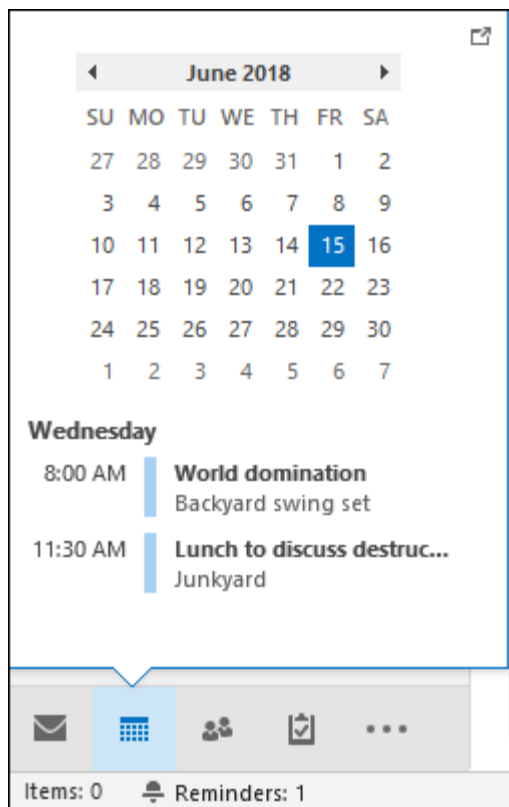 June 2018
SU MO TU WE TH FR SA
27 28 29 30 31 1 2
3 4 5 6 7 8 9
10 11 12 13 14 15 16
17 18 19 20 21 22 23
24 25 26 27 28 29 30
1 2 3 4 5 6 7
Wednesday
8:00 AM World domination
Backyard swing set
11:30 AM Lunch to discuss destruc...
Junkyard
Items: 0 Reminders: 1